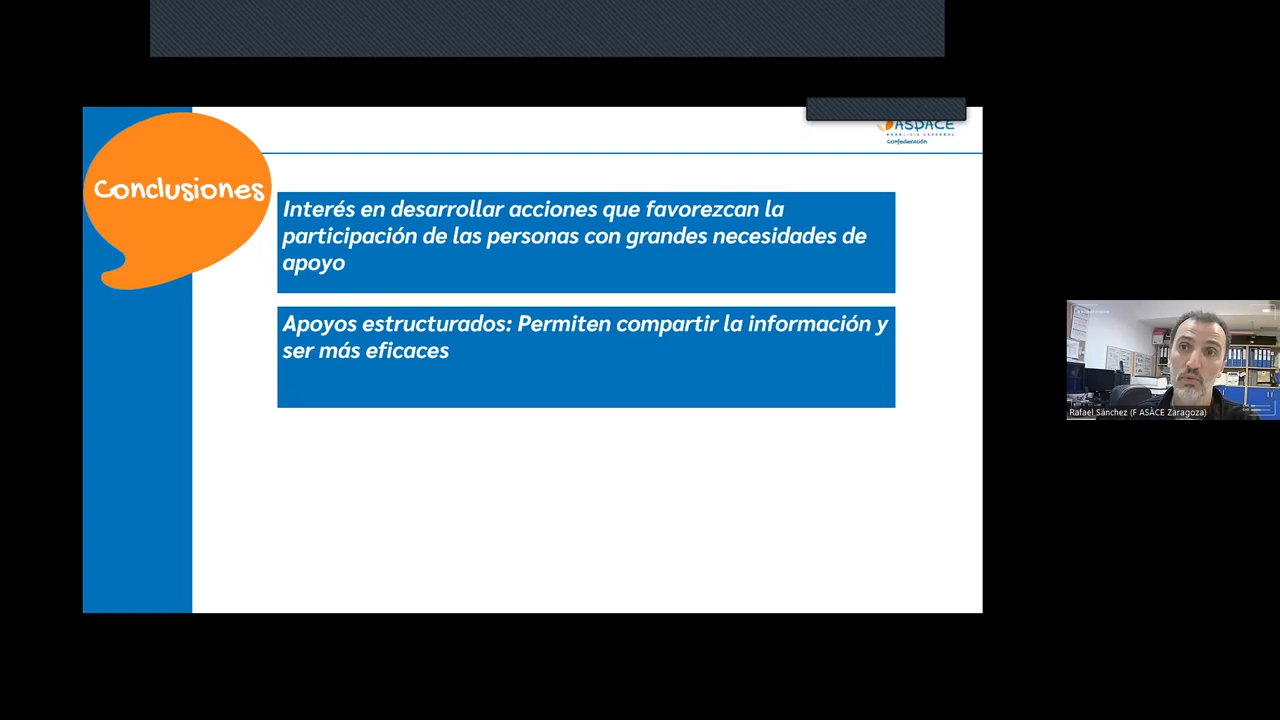 ASPACE
Confederación
Conclusiones
Interés en desarrollar acciones que favorezcan la
participación de las personas con grandes necesidades de
apoyo
Apoyos estructurados: Permiten compartir la información y
ser más eficaces
Rafael Sánchez (F ASÀCE Zaragoza)